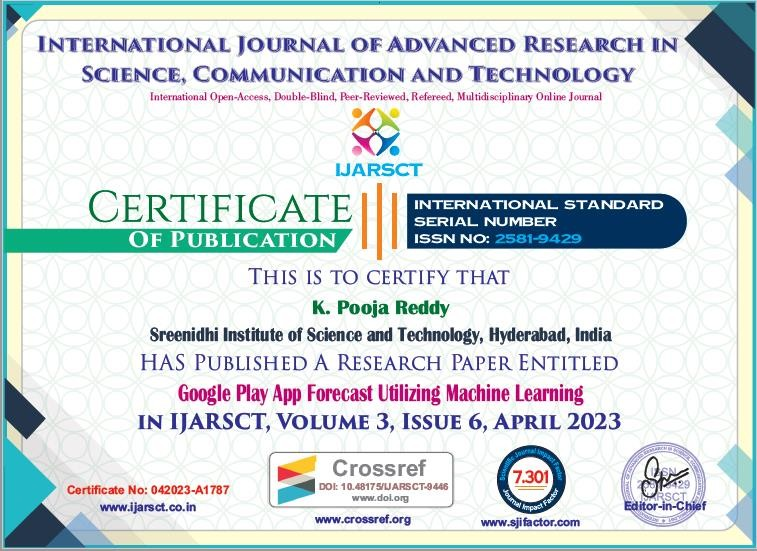 INTERNATIONAL JOURNAL OF ADVANCED RESEARCH IN
SCIENCE, COMMUNICATION AND TECHNOLOGY
International Open-Access, Double-Blind, Peer-Reviewed, Refereed, Multidisciplinary Online Journal
IJARSCT
CERTIFICATE
OF PUBLICATION
INTERNATIONAL STANDARD
SERIAL NUMBER
ISSN NO: 2581-9429
THIS IS TO CERTIFY THAT
K. Pooja Reddy
Sreenidhi Institute of Science and Technology, Hyderabad, India
HAS PUBLISHED A RESEARCH PAPER ENTITLED
Google Play App Forecast Utilizing Machine Learning
IN IJARSCT, VOLUME 3, ISSUE 6, APRIL 2023
Certificate No: 042023-A1787
www.ijarsct.co.in
Crossref
DOI: 10.48175/IJARSCT-9446
www.doi.org
www.crossref.org
Scientific Journal Impact Factor
7.301
Journal Impact Factor
www.sjifactor.com
ISSN
2581-9429
IJARSCT
Editor-in-Chief